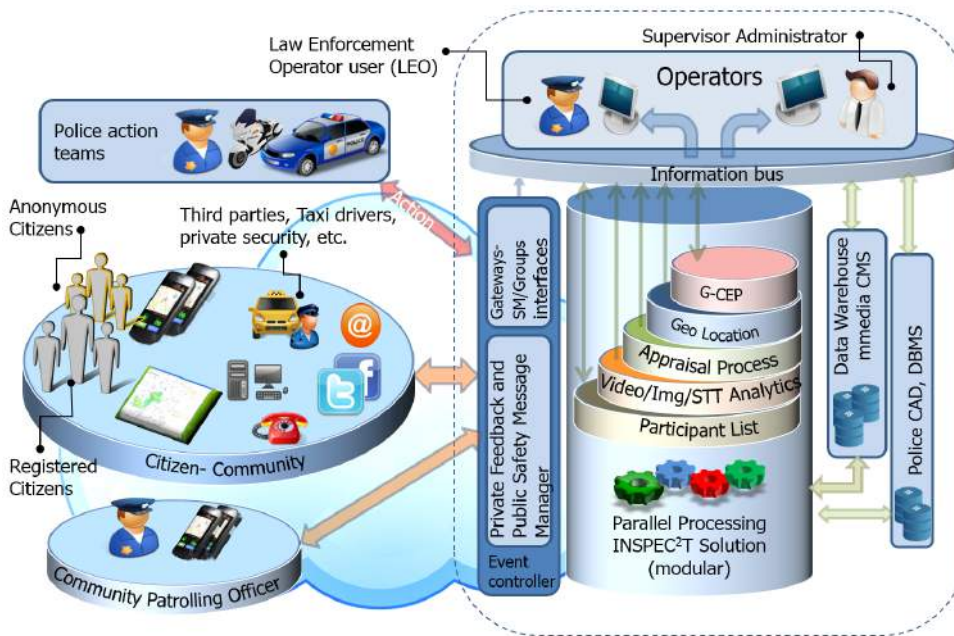 Law Enforcement
Operator user (LEO)
Supervisor Administrator
Operators
Police action
teams
Information bus
Anonymous
Citizens
Third parties, Taxi drivers,
private security, etc.
Action
Gateways-
SM/Groups
interfaces
G-CEP
Geo Location
Appraisal Process
Video/Img/STT Analytics
Participant List
Data Warehouse
mmedia CMS
Police CAD, DBMS
@
Private Feedback and
Public Safety Message
Manager
Registered
Citizens
Citizen- Community
Parallel Processing
INSPEC²T Solution
(modular)
Event
controller
Community Patrolling Officer